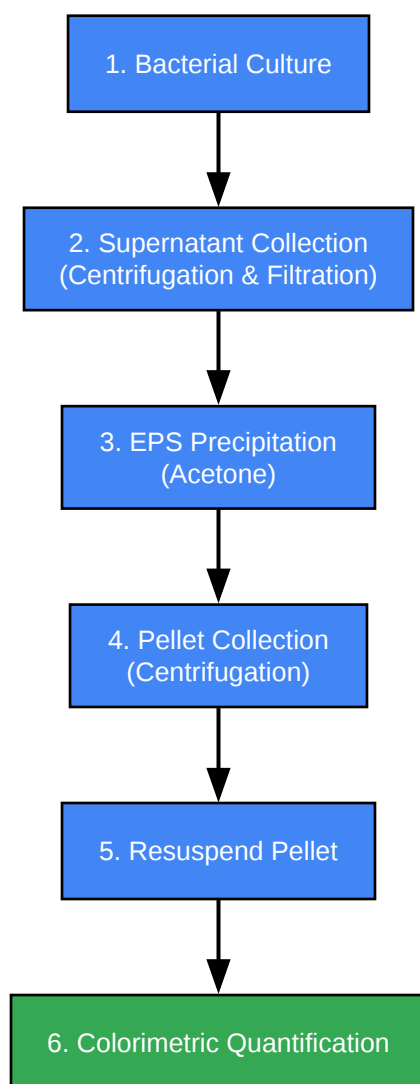 1. Bacterial Culture
2. Supernatant Collection
(Centrifugation & Filtration)
3. EPS Precipitation
(Acetone)
4. Pellet Collection
(Centrifugation)
5. Resuspend Pellet
6. Colorimetric Quantification